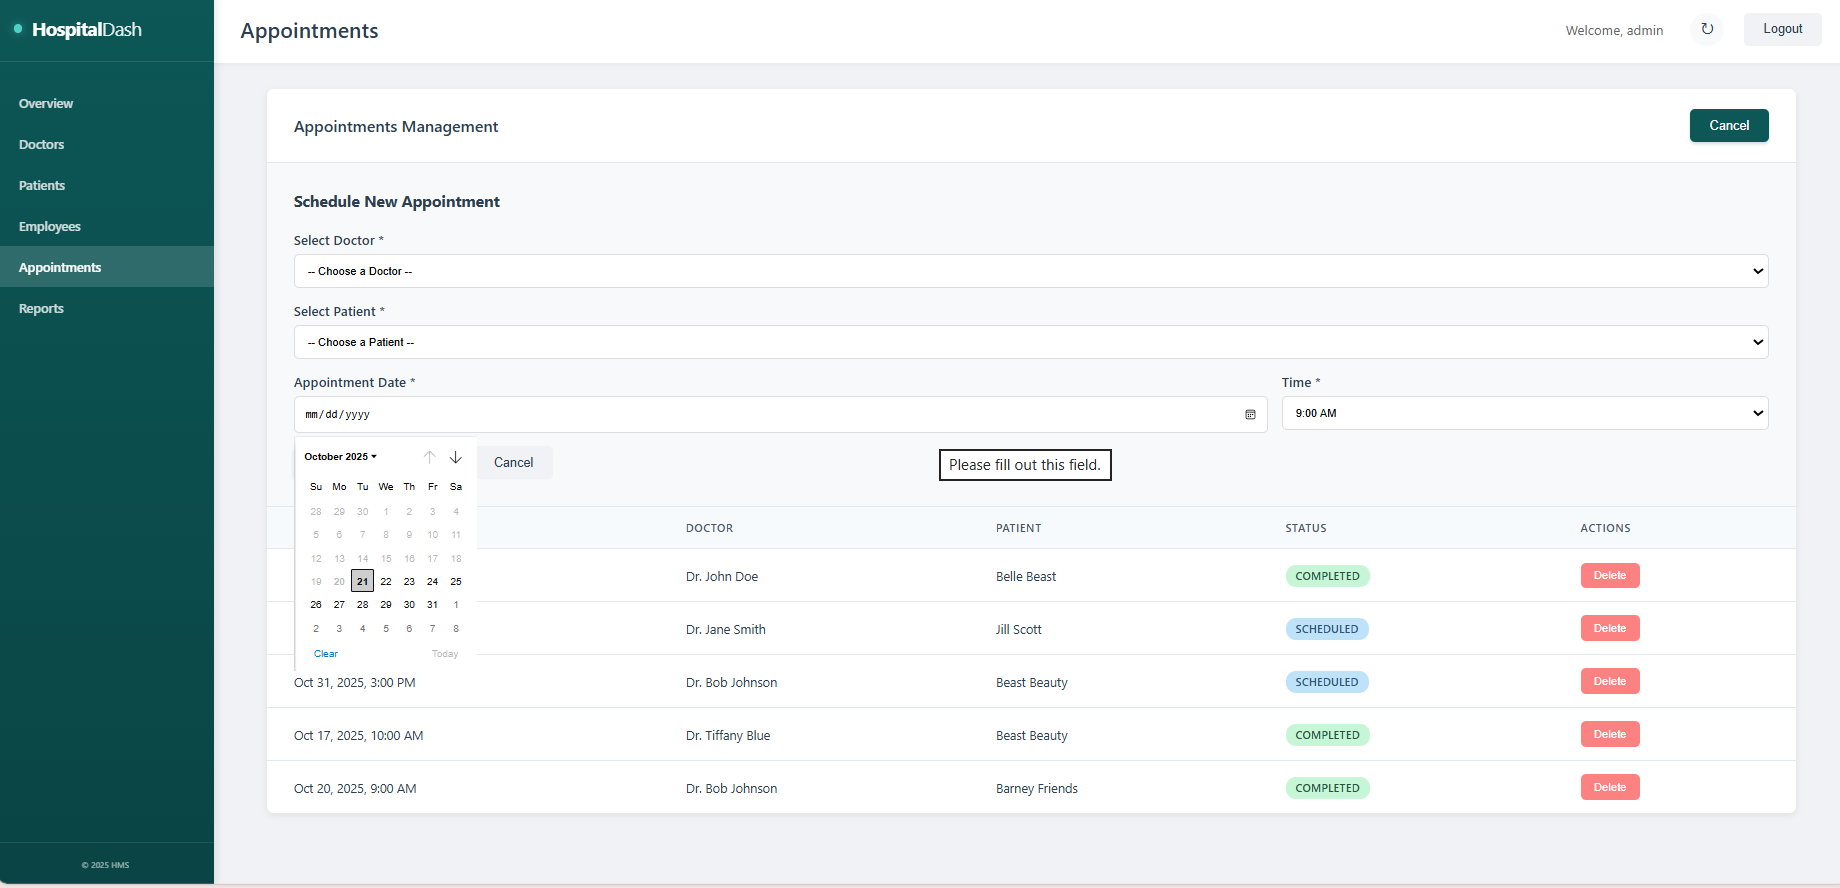 HospitalDash
Appointments
Welcome, admin
↻
Logout
Overview
Doctors
Patients
Employees
Appointments
Reports
Appointments Management
Cancel
Schedule New Appointment
Select Doctor *
-- Choose a Doctor --
Select Patient *
-- Choose a Patient --
Appointment Date *
Time *
mm/dd/yyyy
9:00 AM
October 2025
Su Mo Tu We Th Fr Sa
28 29 30 1 2 3 4
5 6 7 8 9 10 11
12 13 14 15 16 17 18
19 20 21 22 23 24 25
26 27 28 29 30 31 1
2 3 4 5 6 7 8
Clear Today
Cancel
Please fill out this field.
DOCTOR PATIENT STATUS ACTIONS
Dr. John Doe Belle Beast COMPLETED Delete
Dr. Jane Smith Jill Scott SCHEDULED Delete
Oct 31, 2025, 3:00 PM Dr. Bob Johnson Beast Beauty SCHEDULED Delete
Oct 17, 2025, 10:00 AM Dr. Tiffany Blue Beast Beauty COMPLETED Delete
Oct 20, 2025, 9:00 AM Dr. Bob Johnson Barney Friends COMPLETED Delete
© 2025 HMS